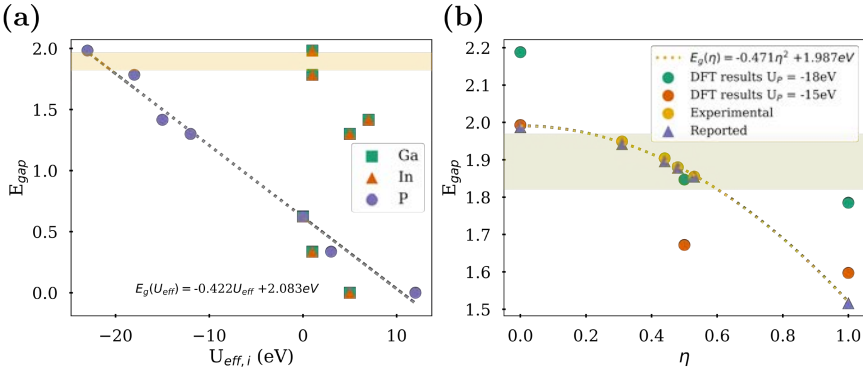 (a)
2.0
1.5
1.0
0.5
0.0
E_gap
−20
−10
0
10
U_eff, i (eV)
Ga
In
P
E_g(U_eff) = -0.422U_eff +2.083eV
(b)
2.2
2.1
2.0
1.9
1.8
1.7
1.6
1.5
E_gap
0.0
0.2
0.4
0.6
0.8
1.0
η
E_g(η) = -0.471η² +1.987eV
DFT results U_P = -18eV
DFT results U_P = -15eV
Experimental
Reported